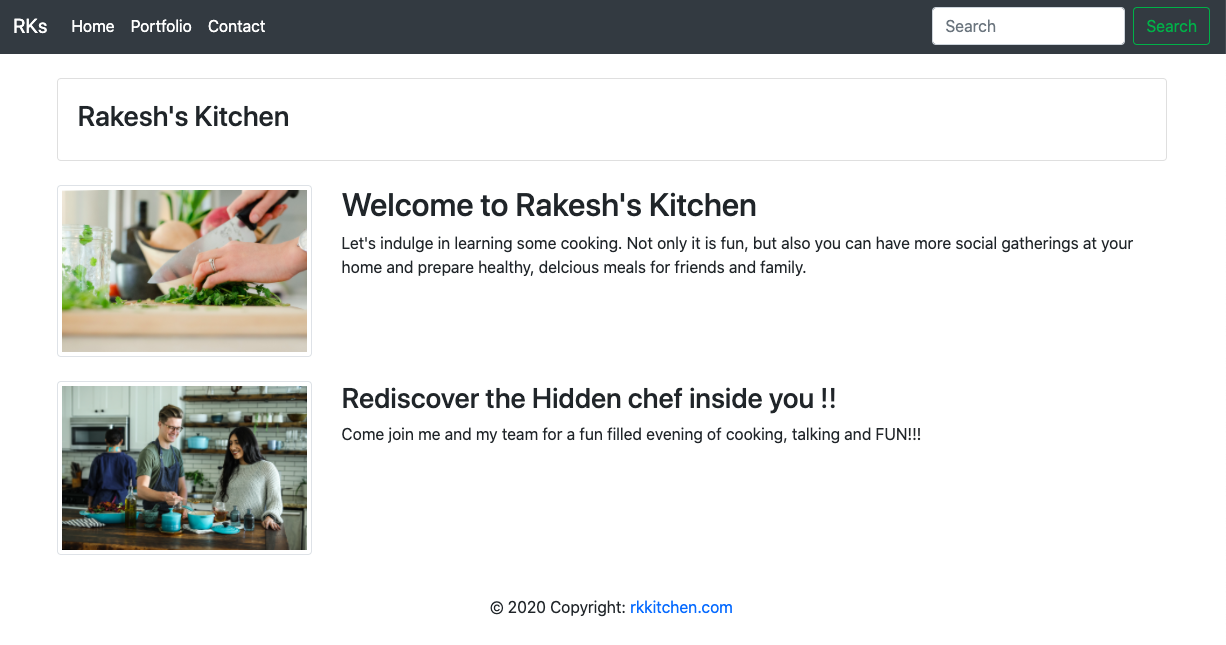 RKs Home Portfolio Contact Search Search
Rakesh's Kitchen
Welcome to Rakesh's Kitchen
Let's indulge in learning some cooking. Not only it is fun, but also you can have more social gatherings at your
home and prepare healthy, delcious meals for friends and family.
Rediscover the Hidden chef inside you !!
Come join me and my team for a fun filled evening of cooking, talking and FUN!!!
© 2020 Copyright: rkkitchen.com